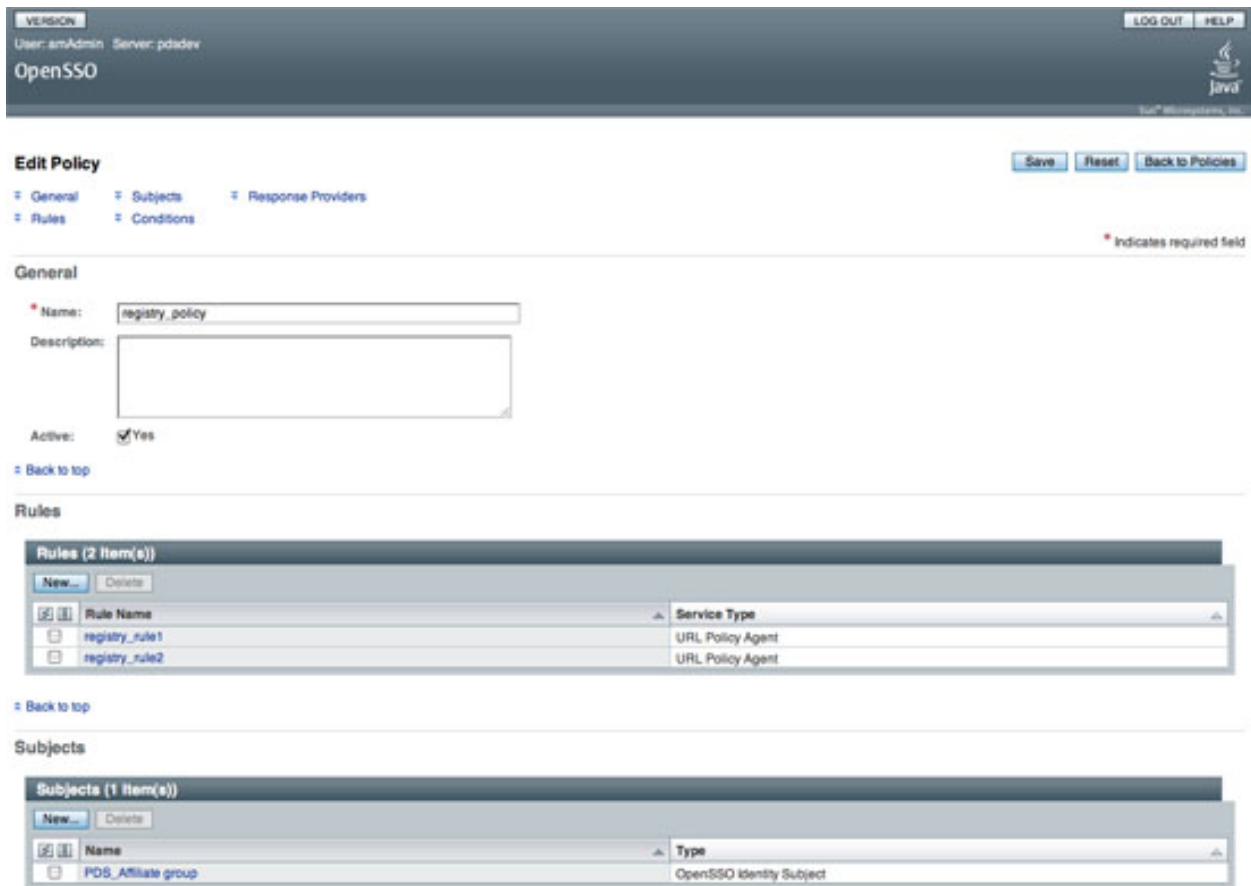 VERSION
LOG OUT HELP
User: amAdmin Server: pdsdev
OpenSSO
Java
Sun™ Microsystems, Inc.
Edit Policy
Save Reset Back to Policies
General Subjects Response Providers
Rules Conditions
* Indicates required field
General
* Name: registry_policy
Description:
Active: Yes
Back to top
Rules
Rules (2 Item(s))
New... Delete
Rule Name Service Type
registry_rule1 URL Policy Agent
registry_rule2 URL Policy Agent
Back to top
Subjects
Subjects (1 Item(s))
New... Delete
Name Type
PDS_Affiliate group OpenSSO Identity Subject